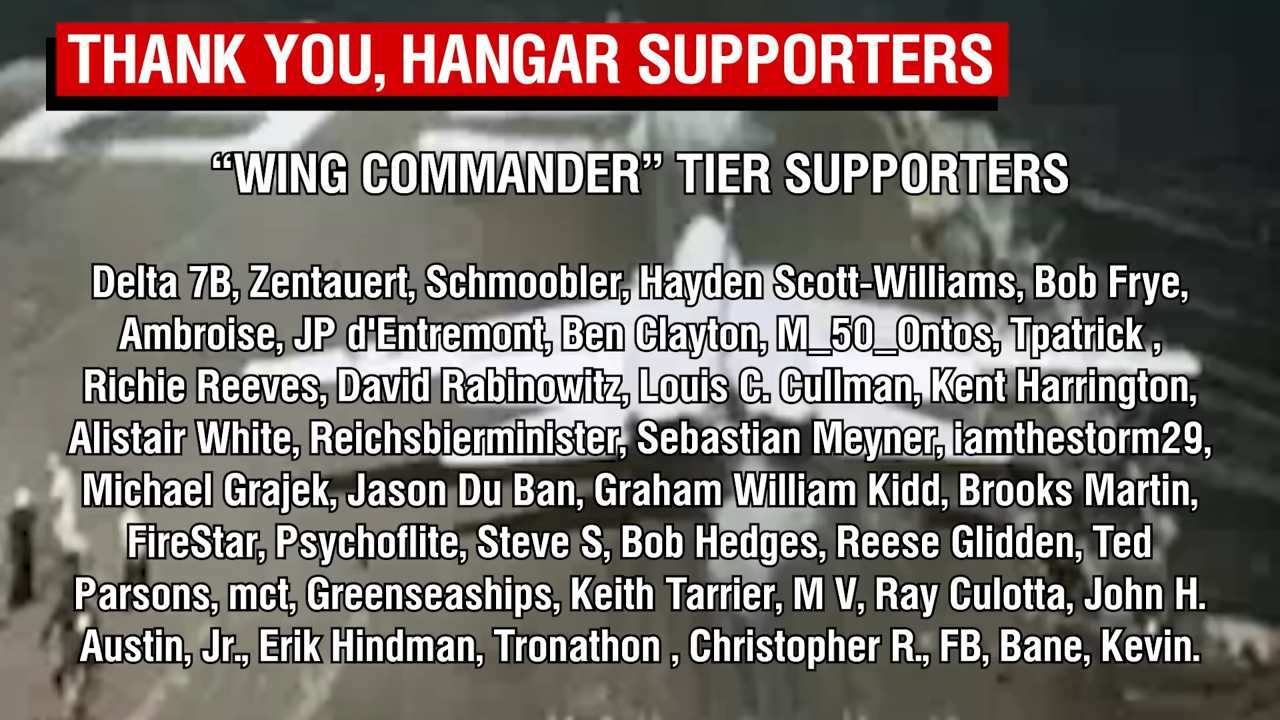 THANK YOU, HANGAR SUPPORTERS
“WING COMMANDER” TIER SUPPORTERS
Delta 7B, Zentauert, Schmoobler, Hayden Scott-Williams, Bob Frye,
Ambroise, JP d'Entremont, Ben Clayton, M_50_Ontos, Tpatrick ,
Richie Reeves, David Rabinowitz, Louis C. Cullman, Kent Harrington,
Alistair White, Reichsbierminister, Sebastian Meyner, iamthestorm29,
Michael Grajek, Jason Du Ban, Graham William Kidd, Brooks Martin,
FireStar, Psychoflite, Steve S, Bob Hedges, Reese Glidden, Ted
Parsons, mct, Greenseaships, Keith Tarrier, M V, Ray Culotta, John H.
Austin, Jr., Erik Hindman, Tronathon , Christopher R., FB, Bane, Kevin.